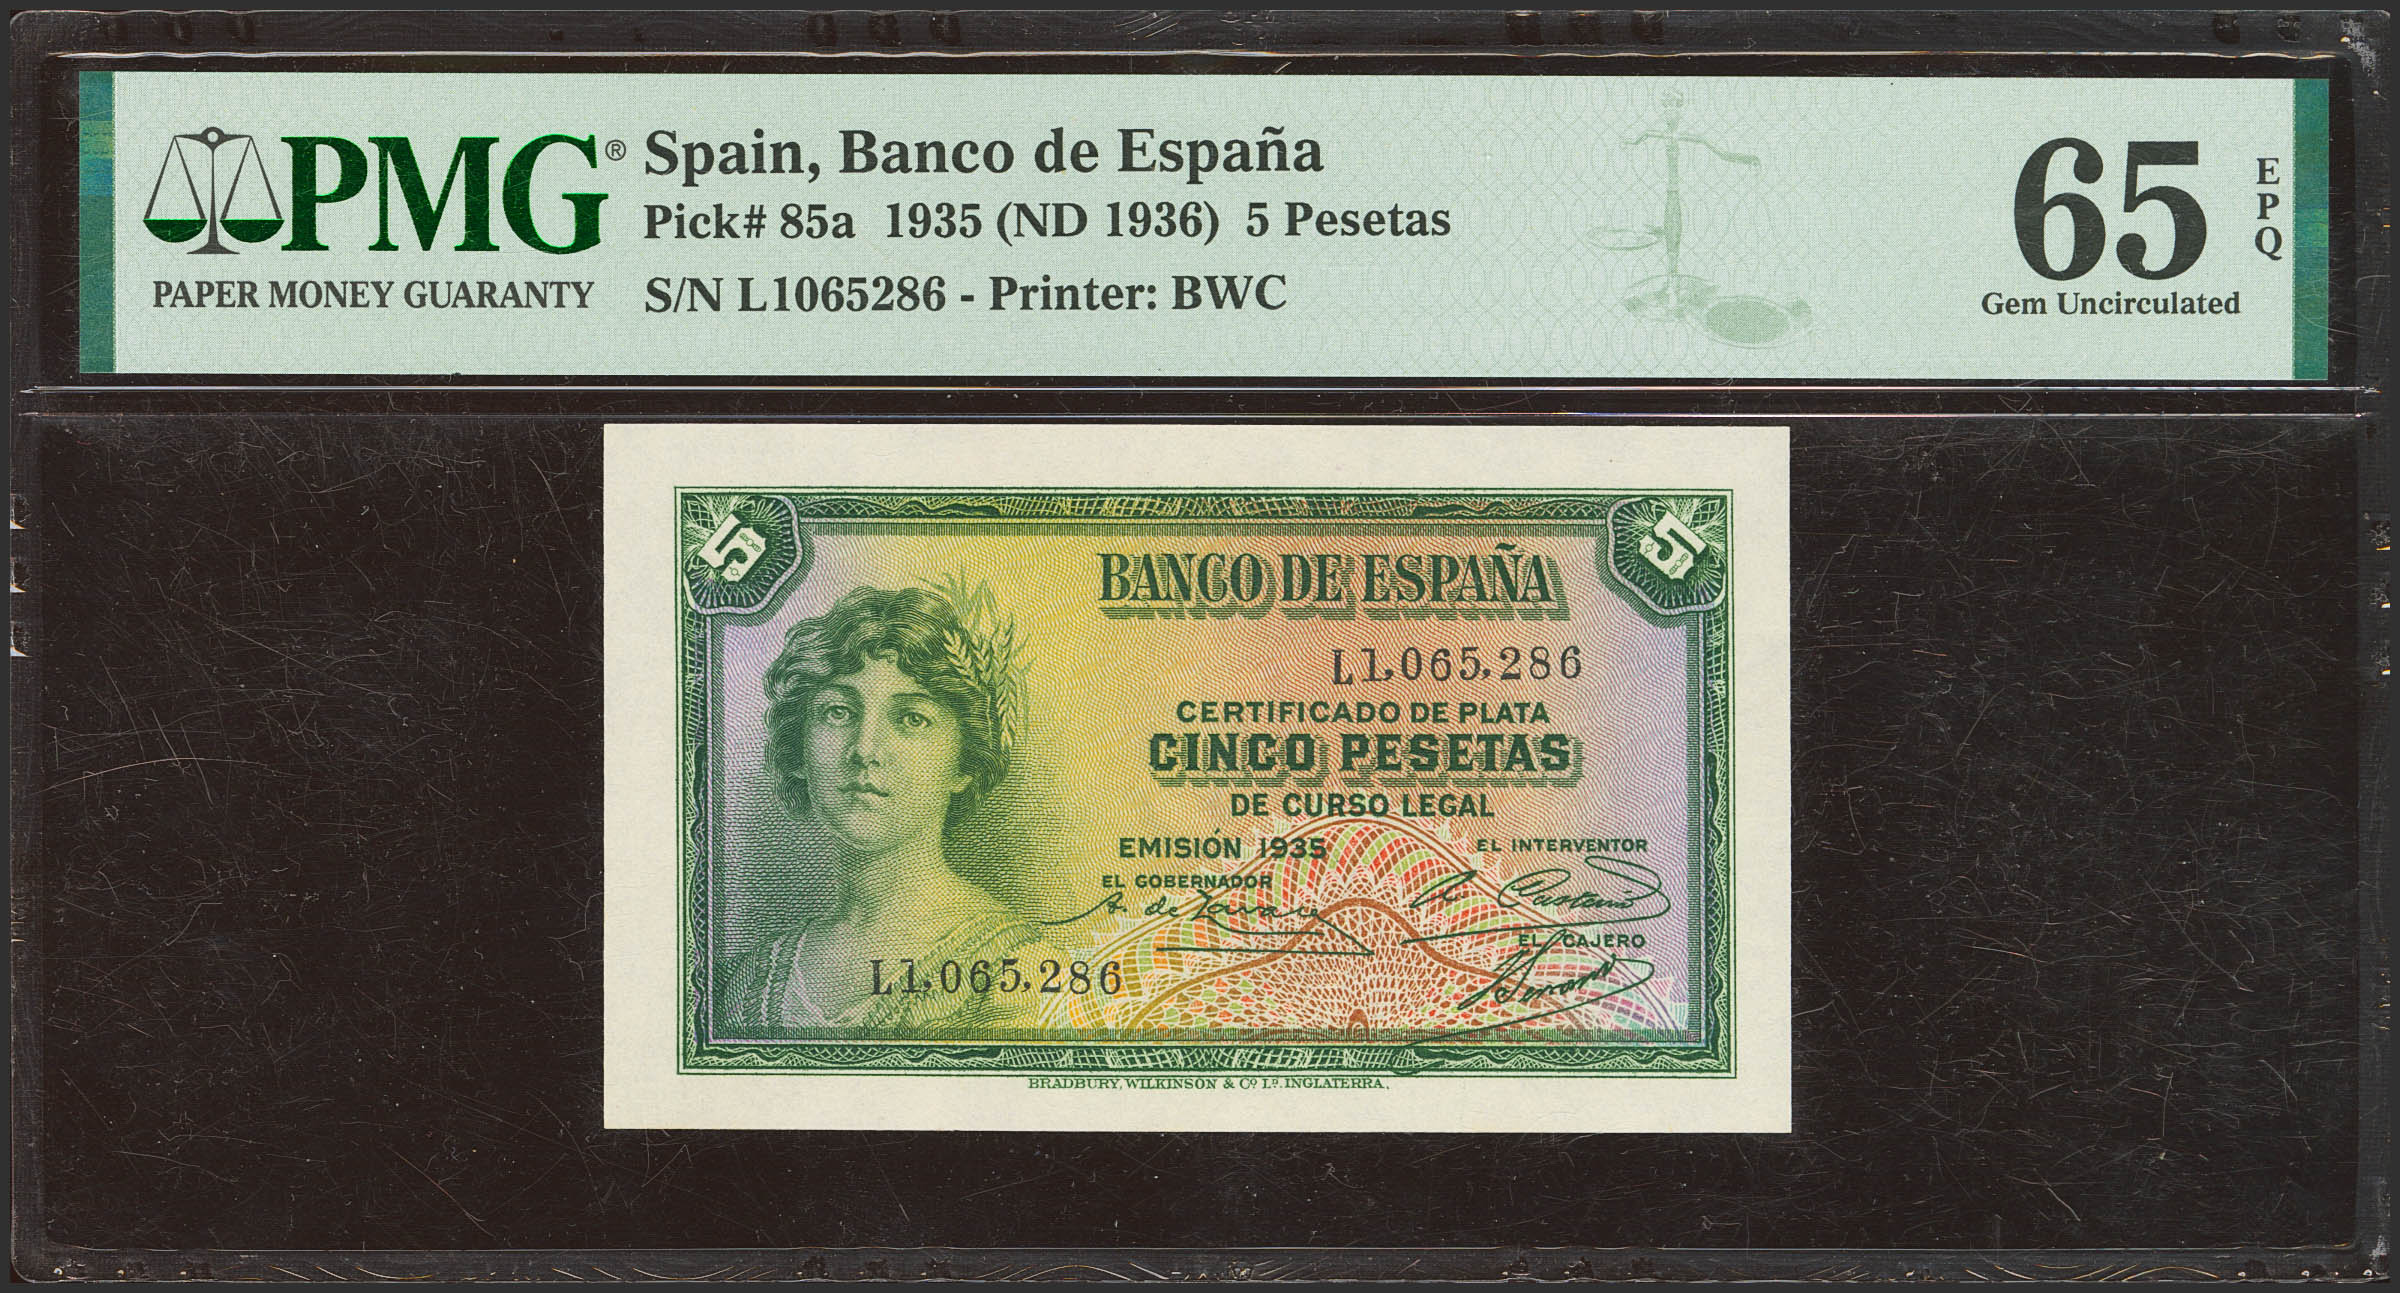 PMG®
PAPER MONEY GUARANTY
Spain, Banco de España
Pick# 85a 1935 (ND 1936) 5 Pesetas
S/N L1065286 - Printer: BWC
65
EPQ
Gem Uncirculated
5
5
BANCO DE ESPAÑA
L1,065,286
CERTIFICADO DE PLATA
CINCO PESETAS
DE CURSO LEGAL
EMISIÓN 1935
EL INTERVENTOR
EL GOBERNADOR
A. de Zavala
EL CAJERO
L1,065,286
BRADBURY, WILKINSON & Cº Lº. INGLATERRA.